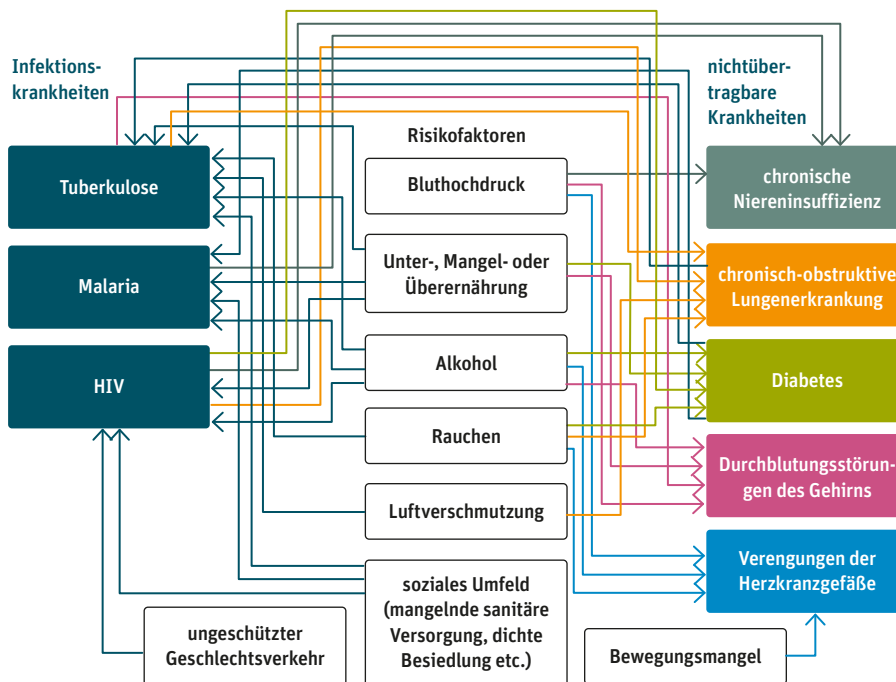 Infektions-
krankheiten
Tuberkulose
Malaria
HIV
Risikofaktoren
Bluthochdruck
Unter-, Mangel- oder
Überernährung
Alkohol
Rauchen
Luftverschmutzung
soziales Umfeld
(mangelnde sanitäre
Versorgung, dichte
Besiedlung etc.)
ungeschützter
Geschlechtsverkehr
Bewegungsmangel
nichtüber-
tragbare
Krankheiten
chronische
Niereninsuffizienz
chronisch-obstruktive
Lungenerkrankung
Diabetes
Durchblutungsstörun-
gen des Gehirns
Verengungen der
Herzkranzgefäße